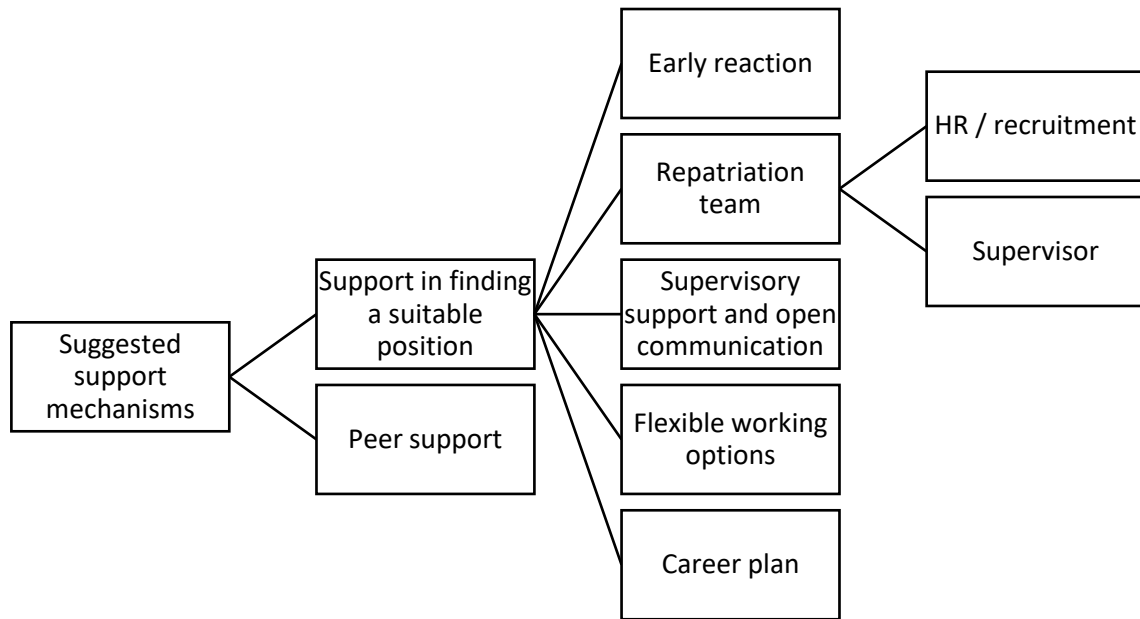 Suggested
support
mechanisms
Support in finding
a suitable
position
Peer support
Early reaction
Repatriation
team
Supervisory
support and open
communication
Flexible working
options
Career plan
HR / recruitment
Supervisor